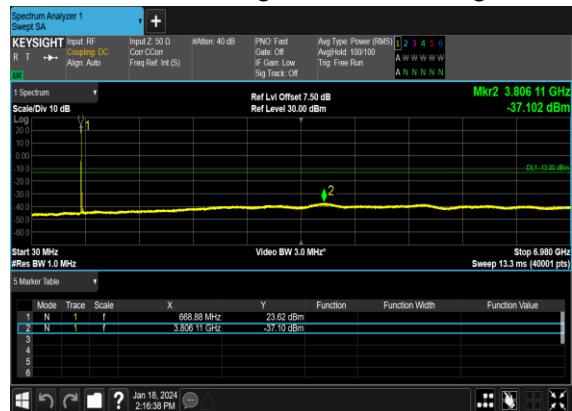 Spectrum Analyzer 1
Swept SA
KEYSIGHT Input: RF Input Z: 50 Ω #Atten: 40 dB PNO: Fast Avg Type: Power (RMS) 1 2 3 4 5 6
R T Coupling: DC Corr CCorr Gate: Off Avg|Hold: 100/100 A W W W W W
Align: Auto Freq Ref: Int (S) IF Gain: Low Trig: Free Run A N N N N N
LXI Sig Track: Off
1 Spectrum Ref Lvl Offset 7.50 dB Mkr2 3.806 11 GHz
Scale/Div 10 dB Ref Level 30.00 dBm -37.102 dBm
Log
20.0
10.0
0.00
-10.0
-20.0
-30.0
-40.0
-50.0
-60.0
1
2
DL1 -13.00 dBm
Start 30 MHz Video BW 3.0 MHz* Stop 6.980 GHz
#Res BW 1.0 MHz Sweep 13.3 ms (40001 pts)
5 Marker Table
Mode Trace Scale X Y Function Function Width Function Value
1 N 1 f 668.88 MHz 23.62 dBm
2 N 1 f 3.806 11 GHz -37.10 dBm
3
4
5
6
? Jan 18, 2024
2:16:38 PM